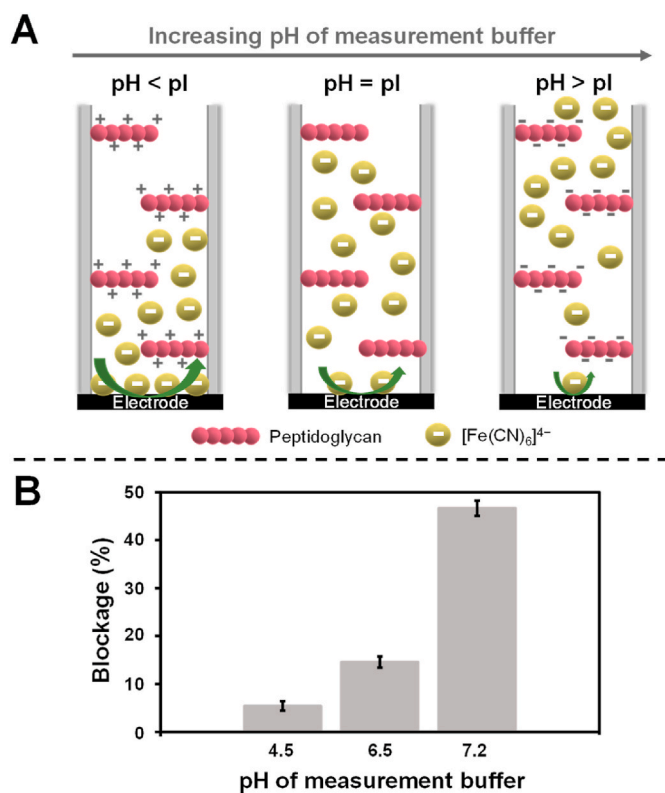 A
Increasing pH of measurement buffer
pH < pI
pH = pI
pH > pI
Electrode
Electrode
Electrode
Peptidoglycan
[Fe(CN)₆]⁴⁻
B
Blockage (%)
50
40
30
20
10
0
4.5
6.5
7.2
pH of measurement buffer